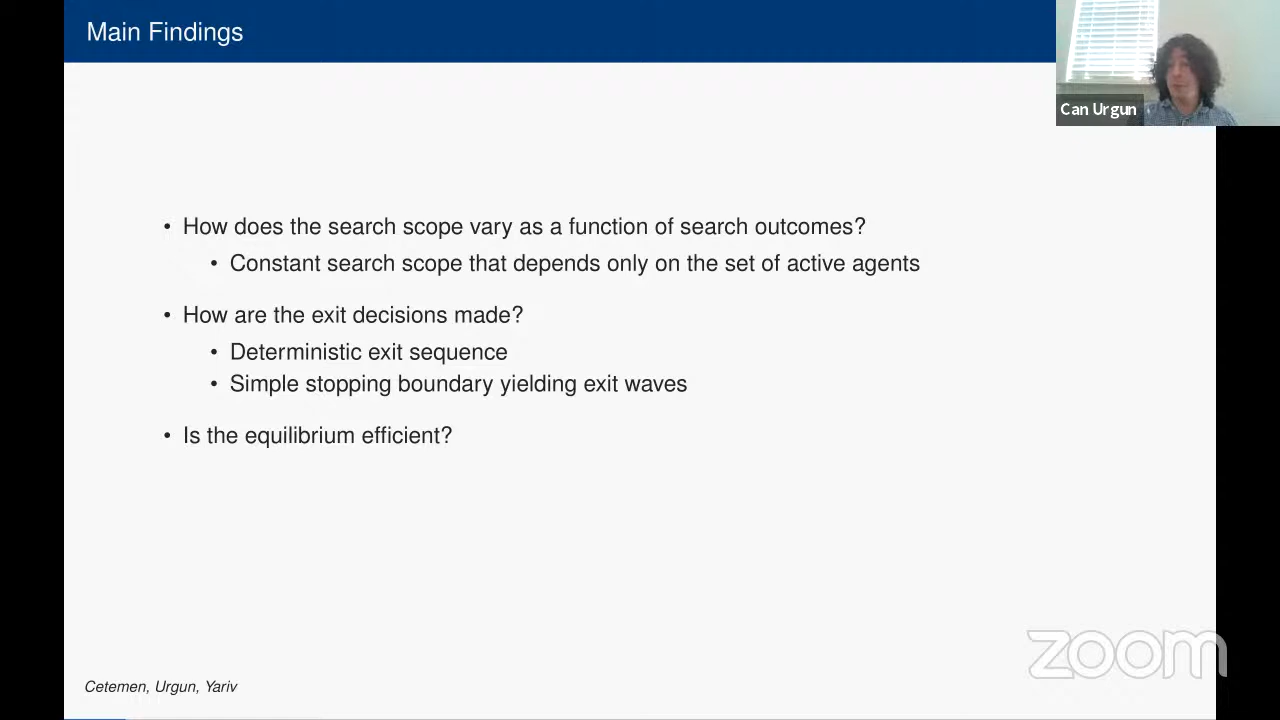 Main Findings
Can Urgun
• How does the search scope vary as a function of search outcomes?
• Constant search scope that depends only on the set of active agents
• How are the exit decisions made?
• Deterministic exit sequence
• Simple stopping boundary yielding exit waves
• Is the equilibrium efficient?
zoom
Cetemen, Urgun, Yariv